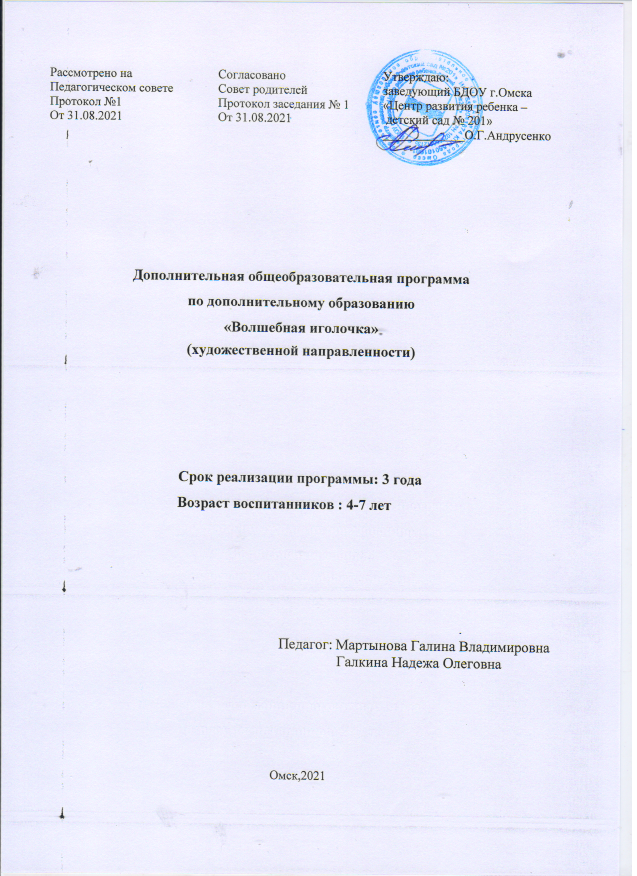 Рассмотрено на
Педагогическом совете
Протокол №1
От 31.08.2021
Согласовано
Совет родителей
Протокол заседания № 1
От 31.08.2021
Утверждаю:
заведующий БДОУ г.Омска
«Центр развития ребенка –
детский сад № 201»
О.Г.Андрусенко
Дополнительная общеобразовательная программа
по дополнительному образованию
«Волшебная иголочка»
(художественной направленности)
Срок реализации программы: 3 года
Возраст воспитанников : 4-7 лет
Педагог: Мартынова Галина Владимировна
Галкина Надежа Олеговна
Омск,2021